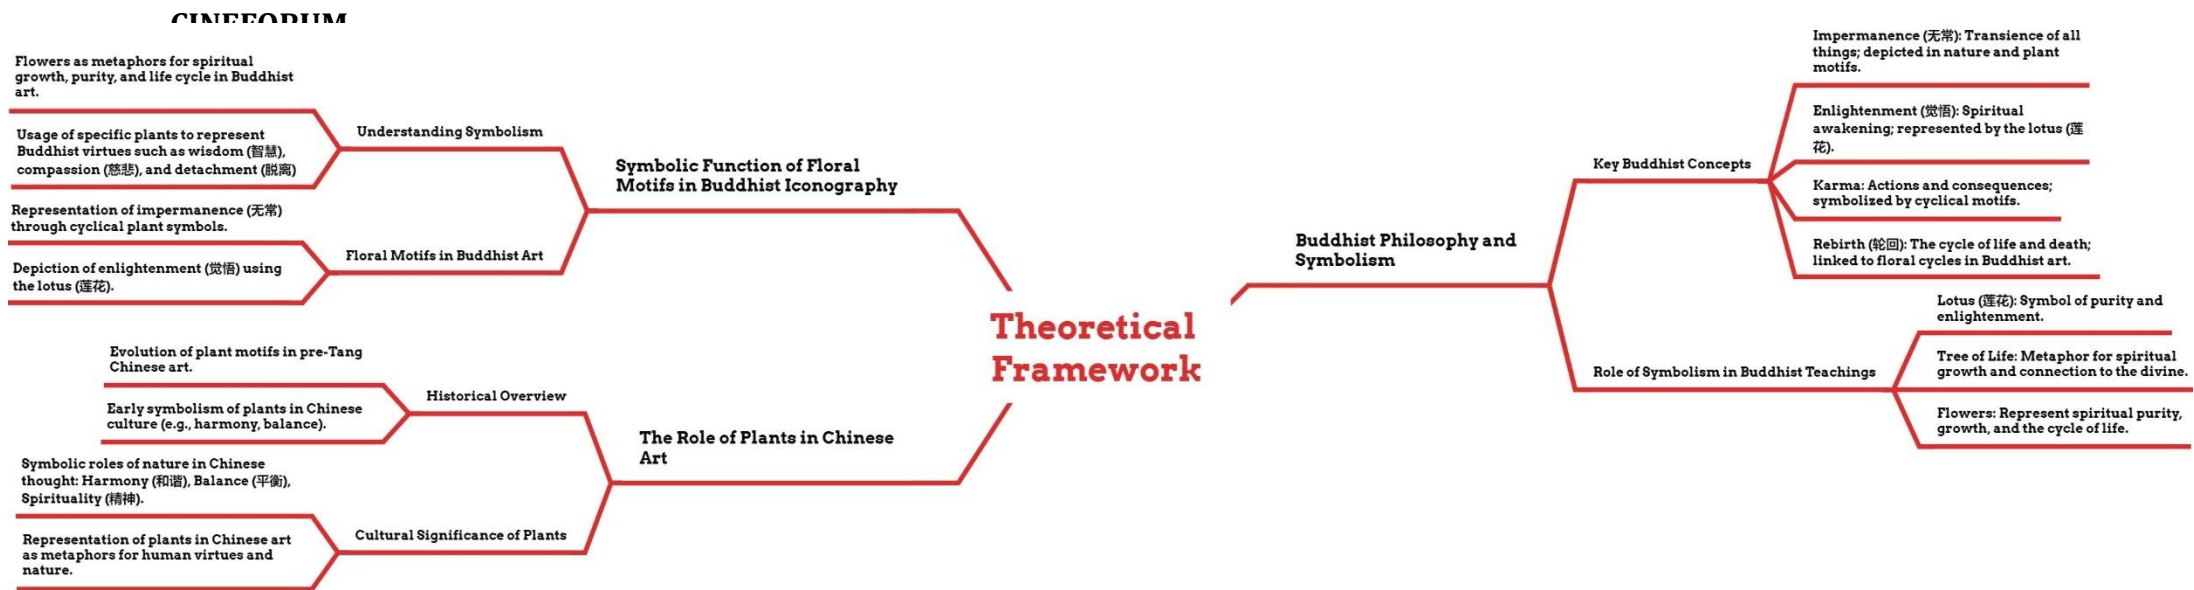 CINEFORUM
Flowers as metaphors for spiritual
growth, purity, and life cycle in Buddhist
art.
Usage of specific plants to represent
Buddhist virtues such as wisdom (智慧),
compassion (慈悲), and detachment (脱离)
Understanding Symbolism
Representation of impermanence (无常)
through cyclical plant symbols.
Depiction of enlightenment (觉悟) using
the lotus (莲花).
Floral Motifs in Buddhist Art
Symbolic Function of Floral
Motifs in Buddhist Iconography
Evolution of plant motifs in pre-Tang
Chinese art.
Early symbolism of plants in Chinese
culture (e.g., harmony, balance).
Historical Overview
Symbolic roles of nature in Chinese
thought: Harmony (和谐), Balance (平衡),
Spirituality (精神).
Representation of plants in Chinese art
as metaphors for human virtues and
nature.
Cultural Significance of Plants
The Role of Plants in Chinese
Art
Theoretical
Framework
Buddhist Philosophy and
Symbolism
Key Buddhist Concepts
Impermanence (无常): Transience of all
things; depicted in nature and plant
motifs.
Enlightenment (觉悟): Spiritual
awakening; represented by the lotus (莲
花).
Karma: Actions and consequences;
symbolized by cyclical motifs.
Rebirth (轮回): The cycle of life and death;
linked to floral cycles in Buddhist art.
Role of Symbolism in Buddhist Teachings
Lotus (莲花): Symbol of purity and
enlightenment.
Tree of Life: Metaphor for spiritual
growth and connection to the divine.
Flowers: Represent spiritual purity,
growth, and the cycle of life.